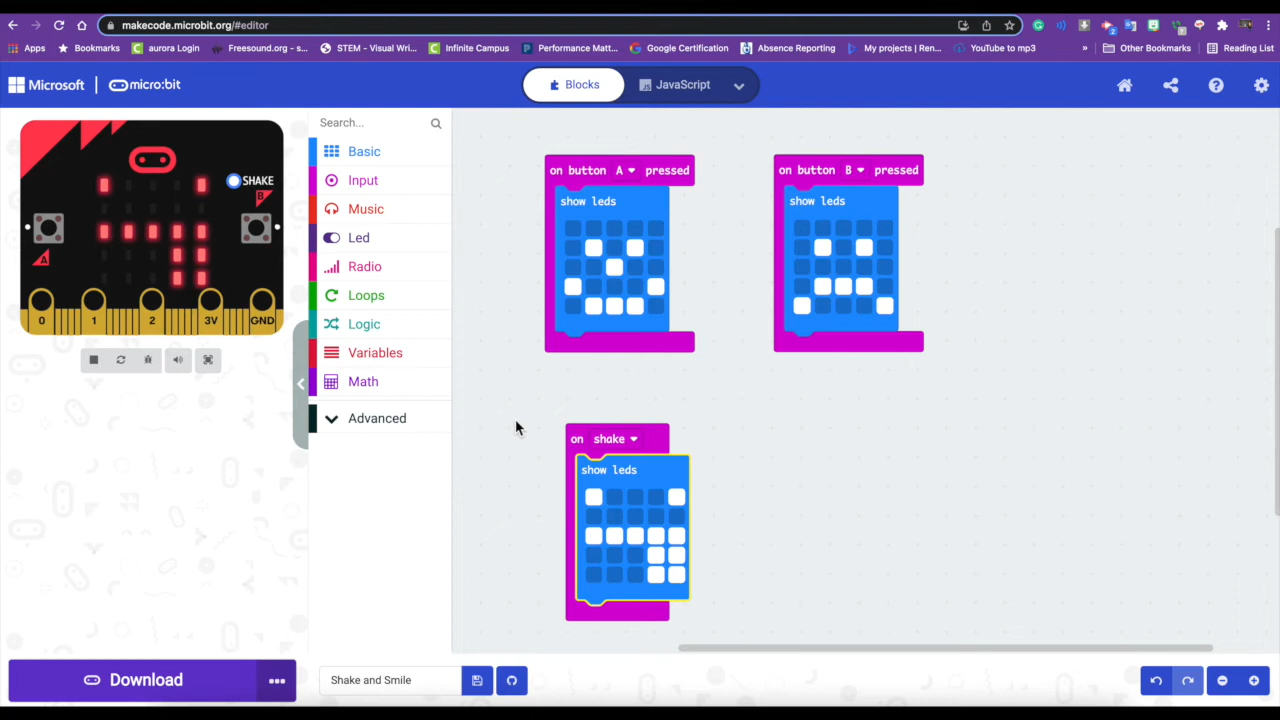 makecode.microbit.org/#editor
Apps
Bookmarks
aurora Login
Freesound.org - s...
STEM - Visual Wri...
Infinite Campus
Performance Matt...
Google Certification
Absence Reporting
My projects | Ren...
YouTube to mp3
»
Other Bookmarks
Reading List
Microsoft
micro:bit
Blocks
JavaScript
SHAKE
B
A
0 1 2 3V GND
Search...
Basic
Input
Music
Led
Radio
Loops
Logic
Variables
Math
Advanced
on button A pressed
show leds
on button B pressed
show leds
on shake
show leds
Download
Shake and Smile